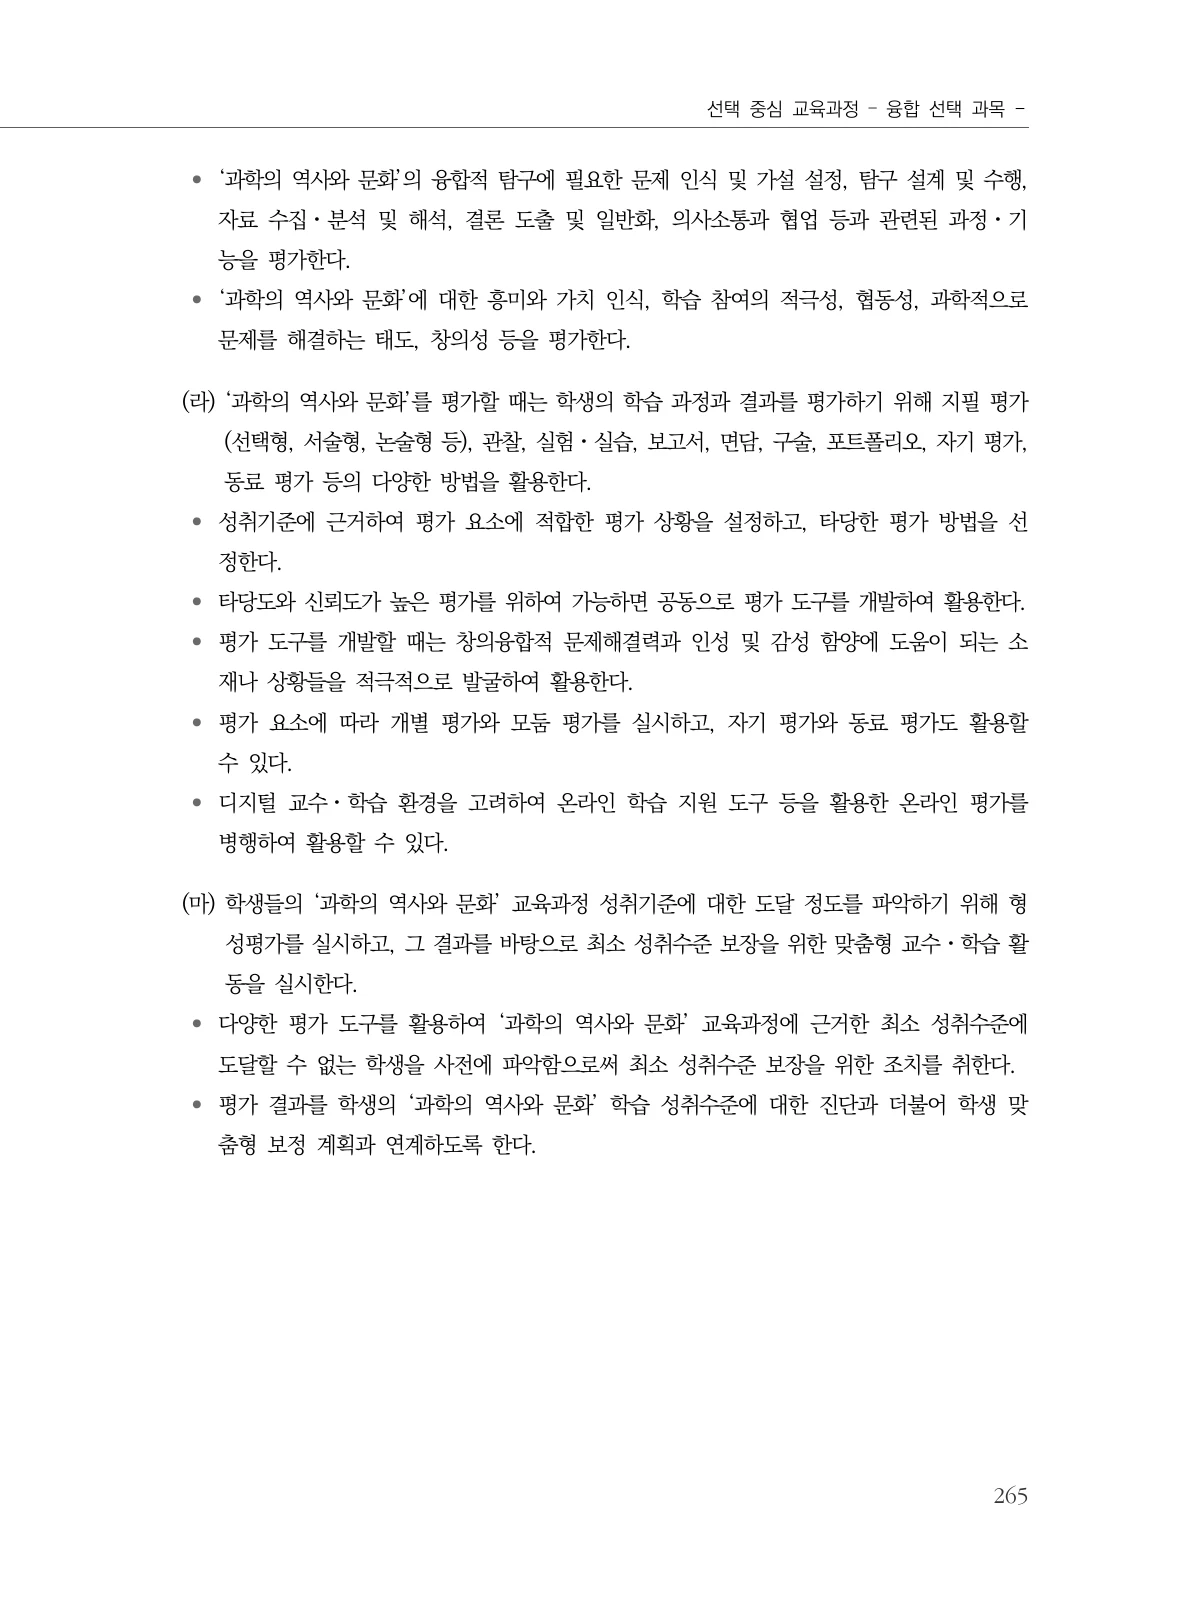 선택 중심 교육과정 - 융합 선택 과목 -
• ‘과학의 역사와 문화’의 융합적 탐구에 필요한 문제 인식 및 가설 설정, 탐구 설계 및 수행,
자료 수집·분석 및 해석, 결론 도출 및 일반화, 의사소통과 협업 등과 관련된 과정·기
능을 평가한다.
• ‘과학의 역사와 문화’에 대한 흥미와 가치 인식, 학습 참여의 적극성, 협동성, 과학적으로
문제를 해결하는 태도, 창의성 등을 평가한다.
(라) ‘과학의 역사와 문화’를 평가할 때는 학생의 학습 과정과 결과를 평가하기 위해 지필 평가
(선택형, 서술형, 논술형 등), 관찰, 실험·실습, 보고서, 면담, 구술, 포트폴리오, 자기 평가,
동료 평가 등의 다양한 방법을 활용한다.
• 성취기준에 근거하여 평가 요소에 적합한 평가 상황을 설정하고, 타당한 평가 방법을 선
정한다.
• 타당도와 신뢰도가 높은 평가를 위하여 가능하면 공동으로 평가 도구를 개발하여 활용한다.
• 평가 도구를 개발할 때는 창의융합적 문제해결력과 인성 및 감성 함양에 도움이 되는 소
재나 상황들을 적극적으로 발굴하여 활용한다.
• 평가 요소에 따라 개별 평가와 모둠 평가를 실시하고, 자기 평가와 동료 평가도 활용할
수 있다.
• 디지털 교수·학습 환경을 고려하여 온라인 학습 지원 도구 등을 활용한 온라인 평가를
병행하여 활용할 수 있다.
(마) 학생들의 ‘과학의 역사와 문화’ 교육과정 성취기준에 대한 도달 정도를 파악하기 위해 형
성평가를 실시하고, 그 결과를 바탕으로 최소 성취수준 보장을 위한 맞춤형 교수·학습 활
동을 실시한다.
• 다양한 평가 도구를 활용하여 ‘과학의 역사와 문화’ 교육과정에 근거한 최소 성취수준에
도달할 수 없는 학생을 사전에 파악함으로써 최소 성취수준 보장을 위한 조치를 취한다.
• 평가 결과를 학생의 ‘과학의 역사와 문화’ 학습 성취수준에 대한 진단과 더불어 학생 맞
춤형 보정 계획과 연계하도록 한다.
265